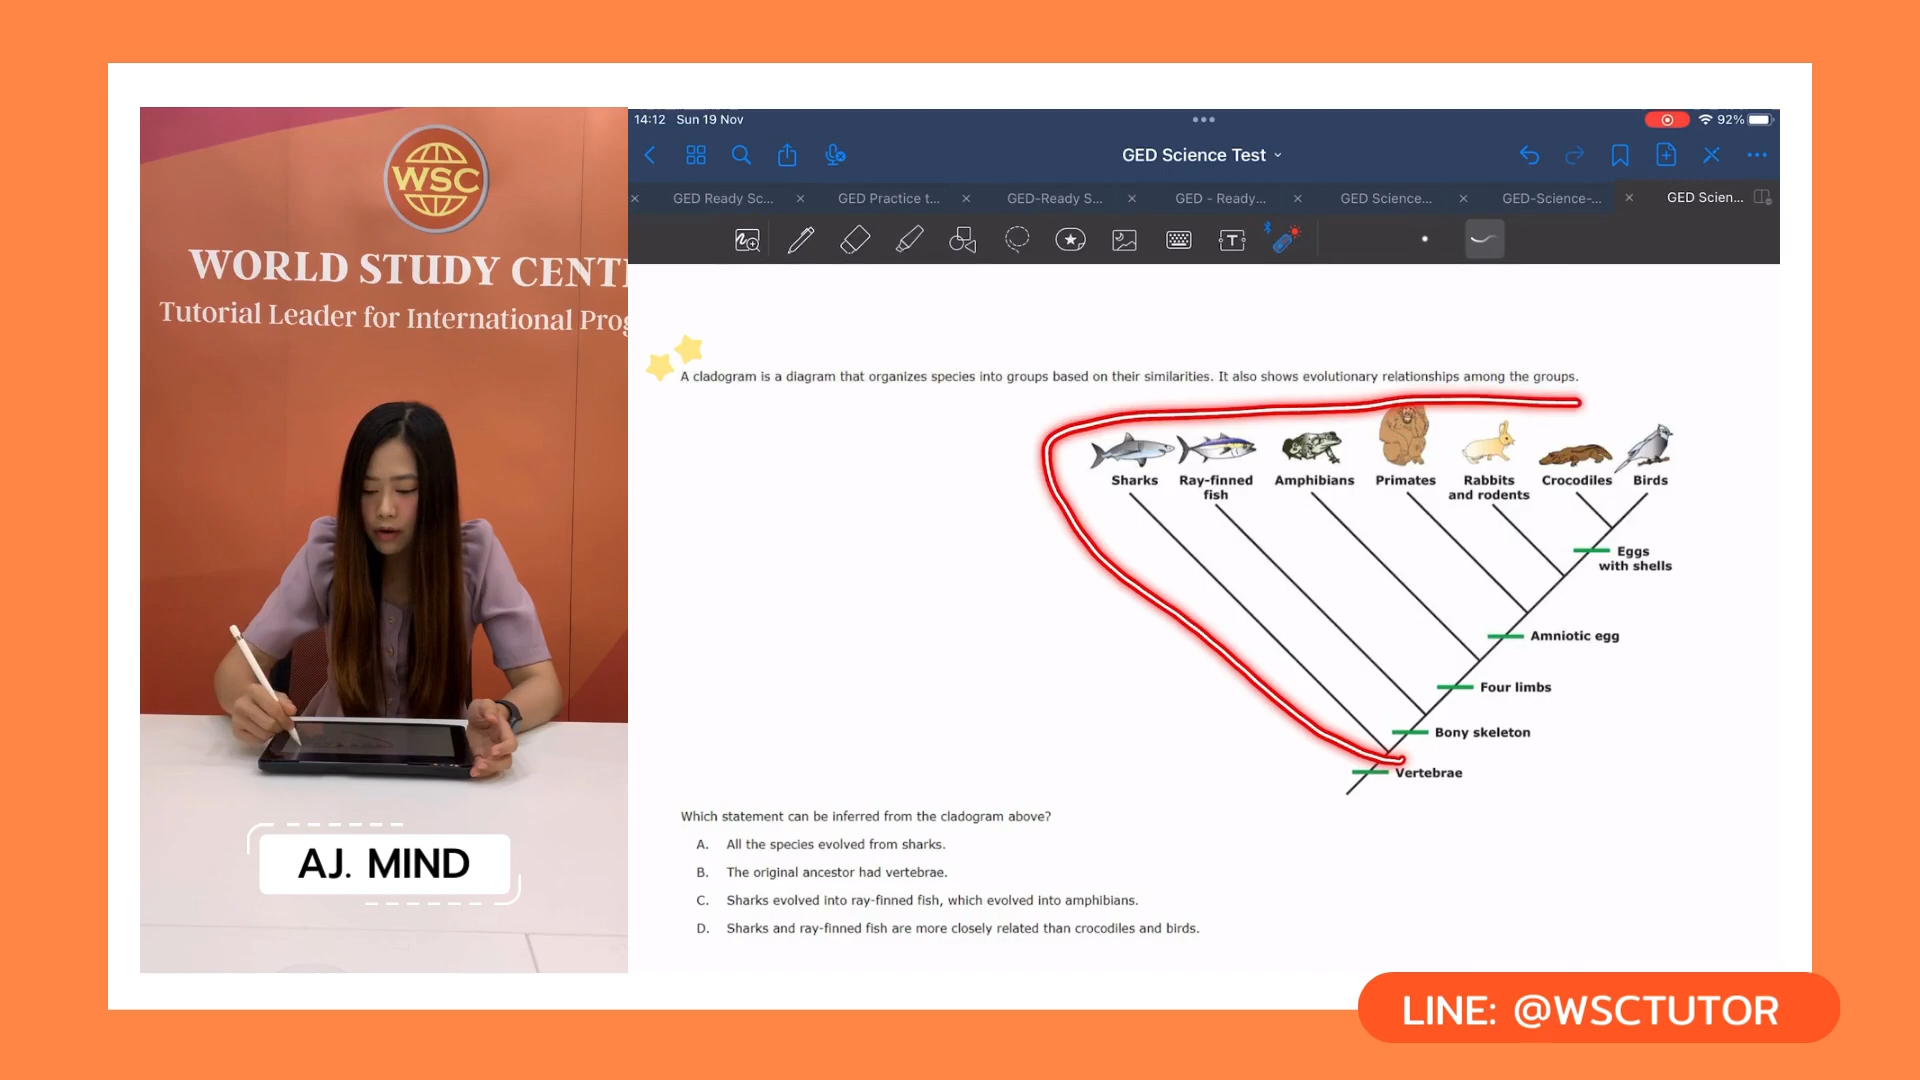 WSC
WORLD STUDY CENT
Tutorial Leader for International Prog
AJ. MIND
14:12 Sun 19 Nov
92%
GED Science Test
GED Ready Sc...
GED Practice t...
GED-Ready S...
GED - Ready...
GED Science...
GED-Science-...
GED Scien...
A cladogram is a diagram that organizes species into groups based on their similarities. It also shows evolutionary relationships among the groups.
Sharks
Ray-finned
fish
Amphibians
Primates
Rabbits
and rodents
Crocodiles
Birds
Eggs
with shells
Amniotic egg
Four limbs
Bony skeleton
Vertebrae
Which statement can be inferred from the cladogram above?
A. All the species evolved from sharks.
B. The original ancestor had vertebrae.
C. Sharks evolved into ray-finned fish, which evolved into amphibians.
D. Sharks and ray-finned fish are more closely related than crocodiles and birds.
LINE: @WSCTUTOR